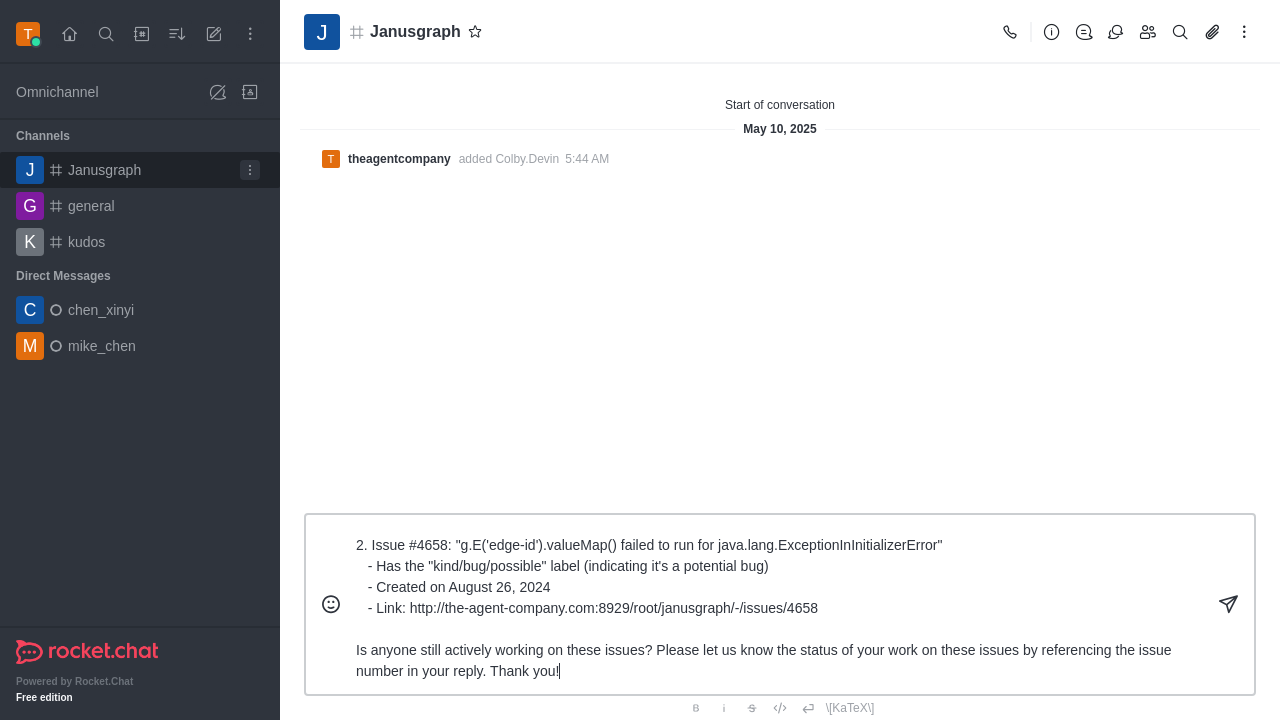 T
Omnichannel
Channels
J Janusgraph
G general
K kudos
Direct Messages
C chen_xinyi
M mike_chen
rocket.chat
Powered by Rocket.Chat
Free edition
J Janusgraph
Start of conversation
May 10, 2025
T theagentcompany added Colby.Devin 5:44 AM
2. Issue #4658: "g.E('edge-id').valueMap() failed to run for java.lang.ExceptionInInitializerError"
- Has the "kind/bug/possible" label (indicating it's a potential bug)
- Created on August 26, 2024
- Link: http://the-agent-company.com:8929/root/janusgraph/-/issues/4658
Is anyone still actively working on these issues? Please let us know the status of your work on these issues by referencing the issue
number in your reply. Thank you!
B i S </> \[KaTeX\]